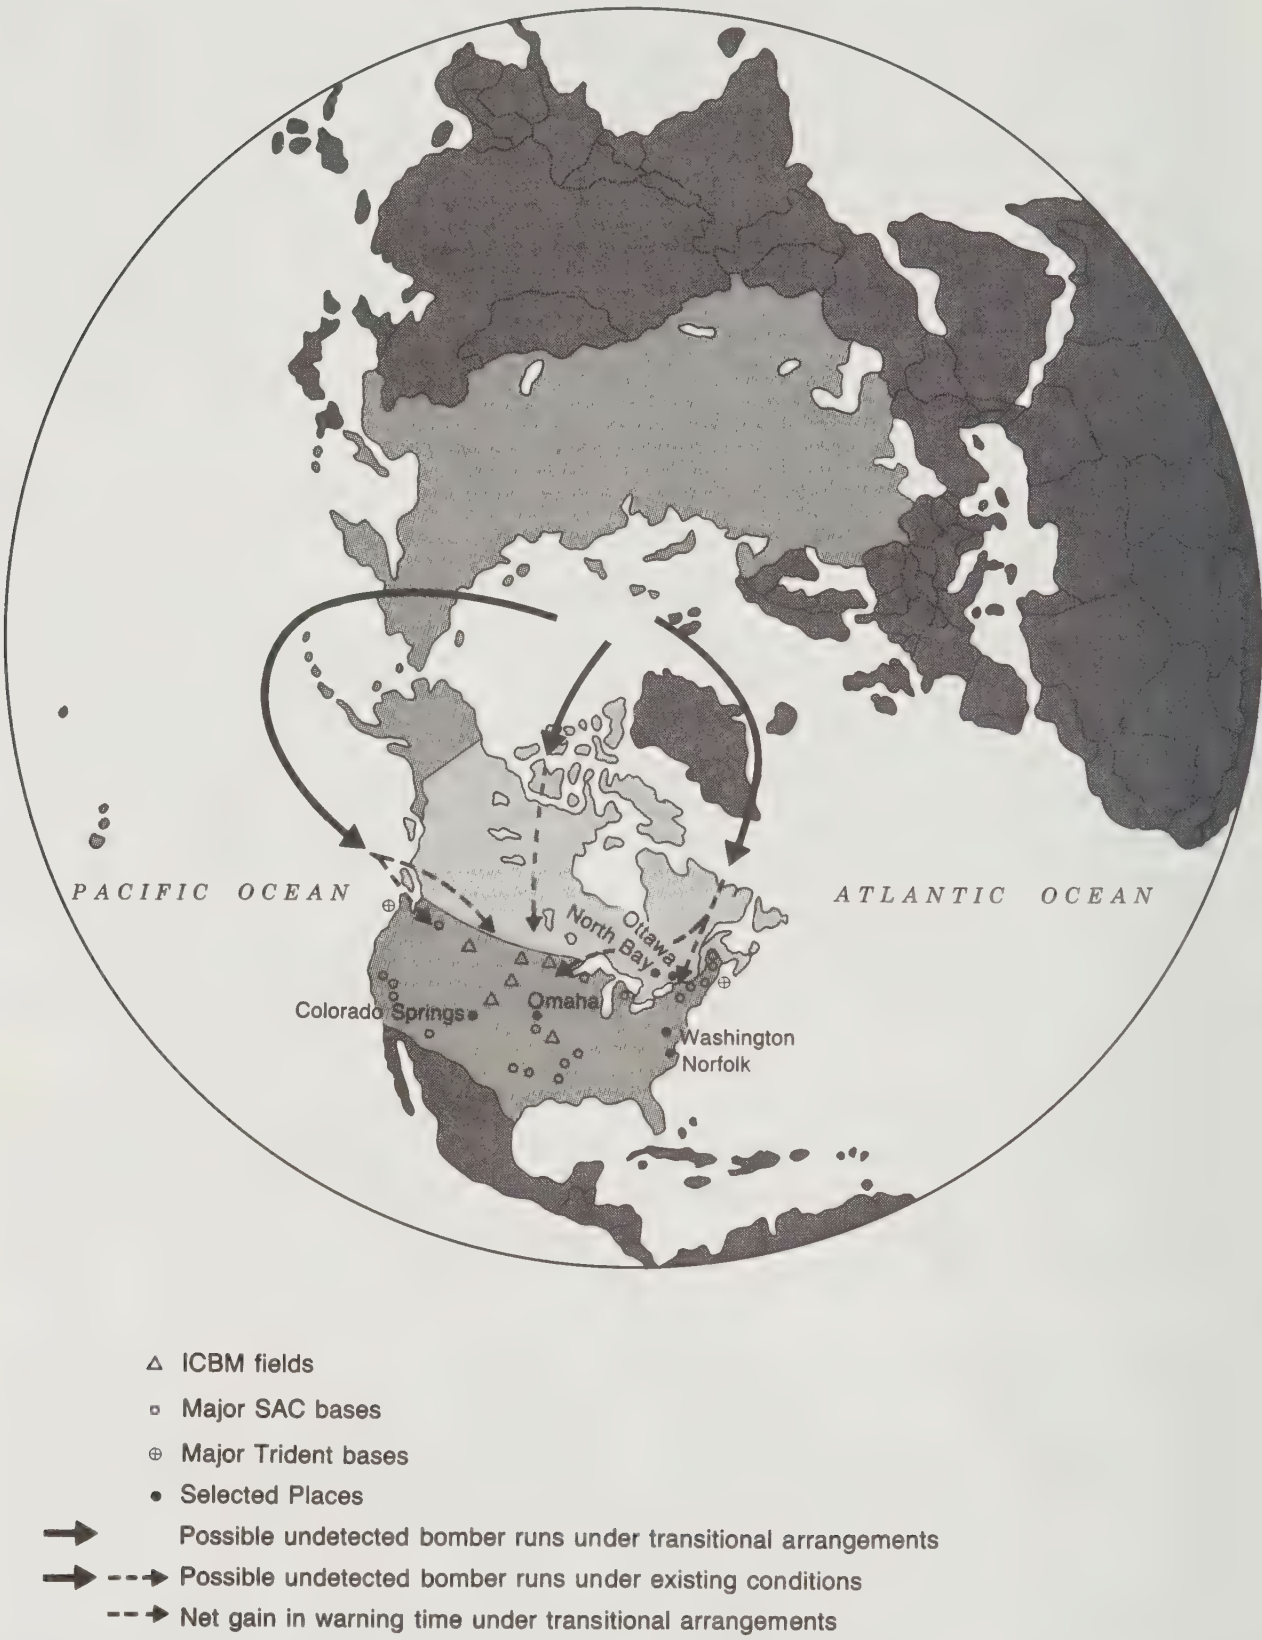 PACIFIC OCEAN
ATLANTIC OCEAN
Ottawa
North Bay
Colorado Springs
Omaha
Washington
Norfolk
ICBM fields
Major SAC bases
Major Trident bases
Selected Places
Possible undetected bomber runs under transitional arrangements
Possible undetected bomber runs under existing conditions
Net gain in warning time under transitional arrangements